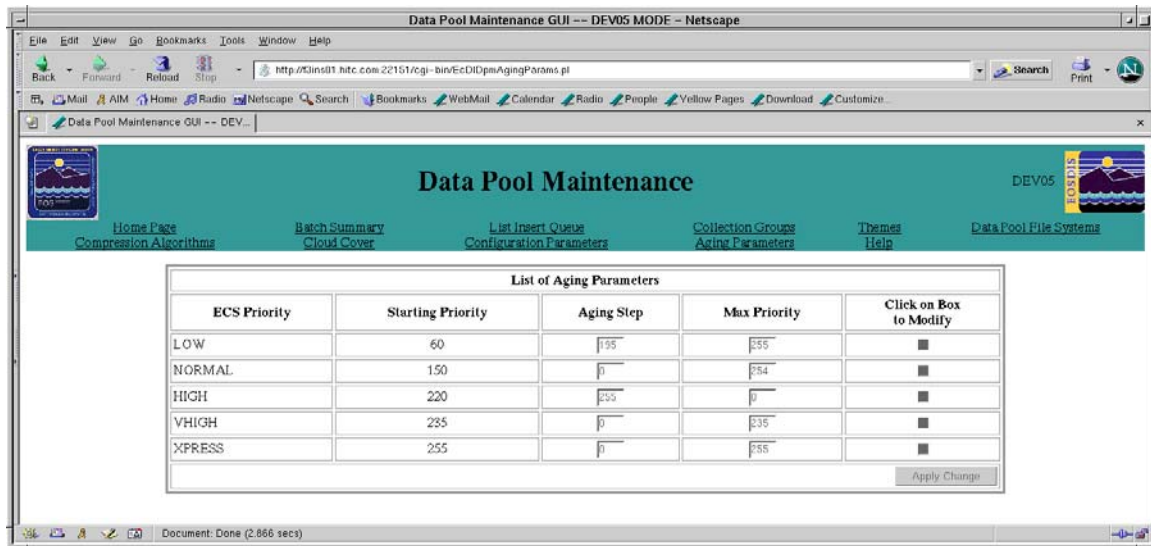 Data Pool Maintenance GUI -- DEV05 MODE - Netscape
File Edit View Go Bookmarks Tools Window Help
Back Forward Reload Stop http://f3ins01.hitc.com:22151/cgi-bin/EcDlDpmAgingParams.pl Search Print N
Mail AIM Home Radio Netscape Search Bookmarks WebMail Calendar Radio People Yellow Pages Download Customize...
Data Pool Maintenance GUI -- DEV...
EOS Data Pool Maintenance DEV05 EOSDIS
Home Page Batch Summary List Insert Queue Collection Groups Themes Data Pool File Systems
Compression Algorithms Cloud Cover Configuration Parameters Aging Parameters Help
List of Aging Parameters
ECS Priority Starting Priority Aging Step Max Priority Click on Box
to Modify
LOW 60 195 255
NORMAL 150 0 254
HIGH 220 255 0
VHIGH 235 0 235
XPRESS 255 0 255
Apply Change
Document: Done (2.866 secs)